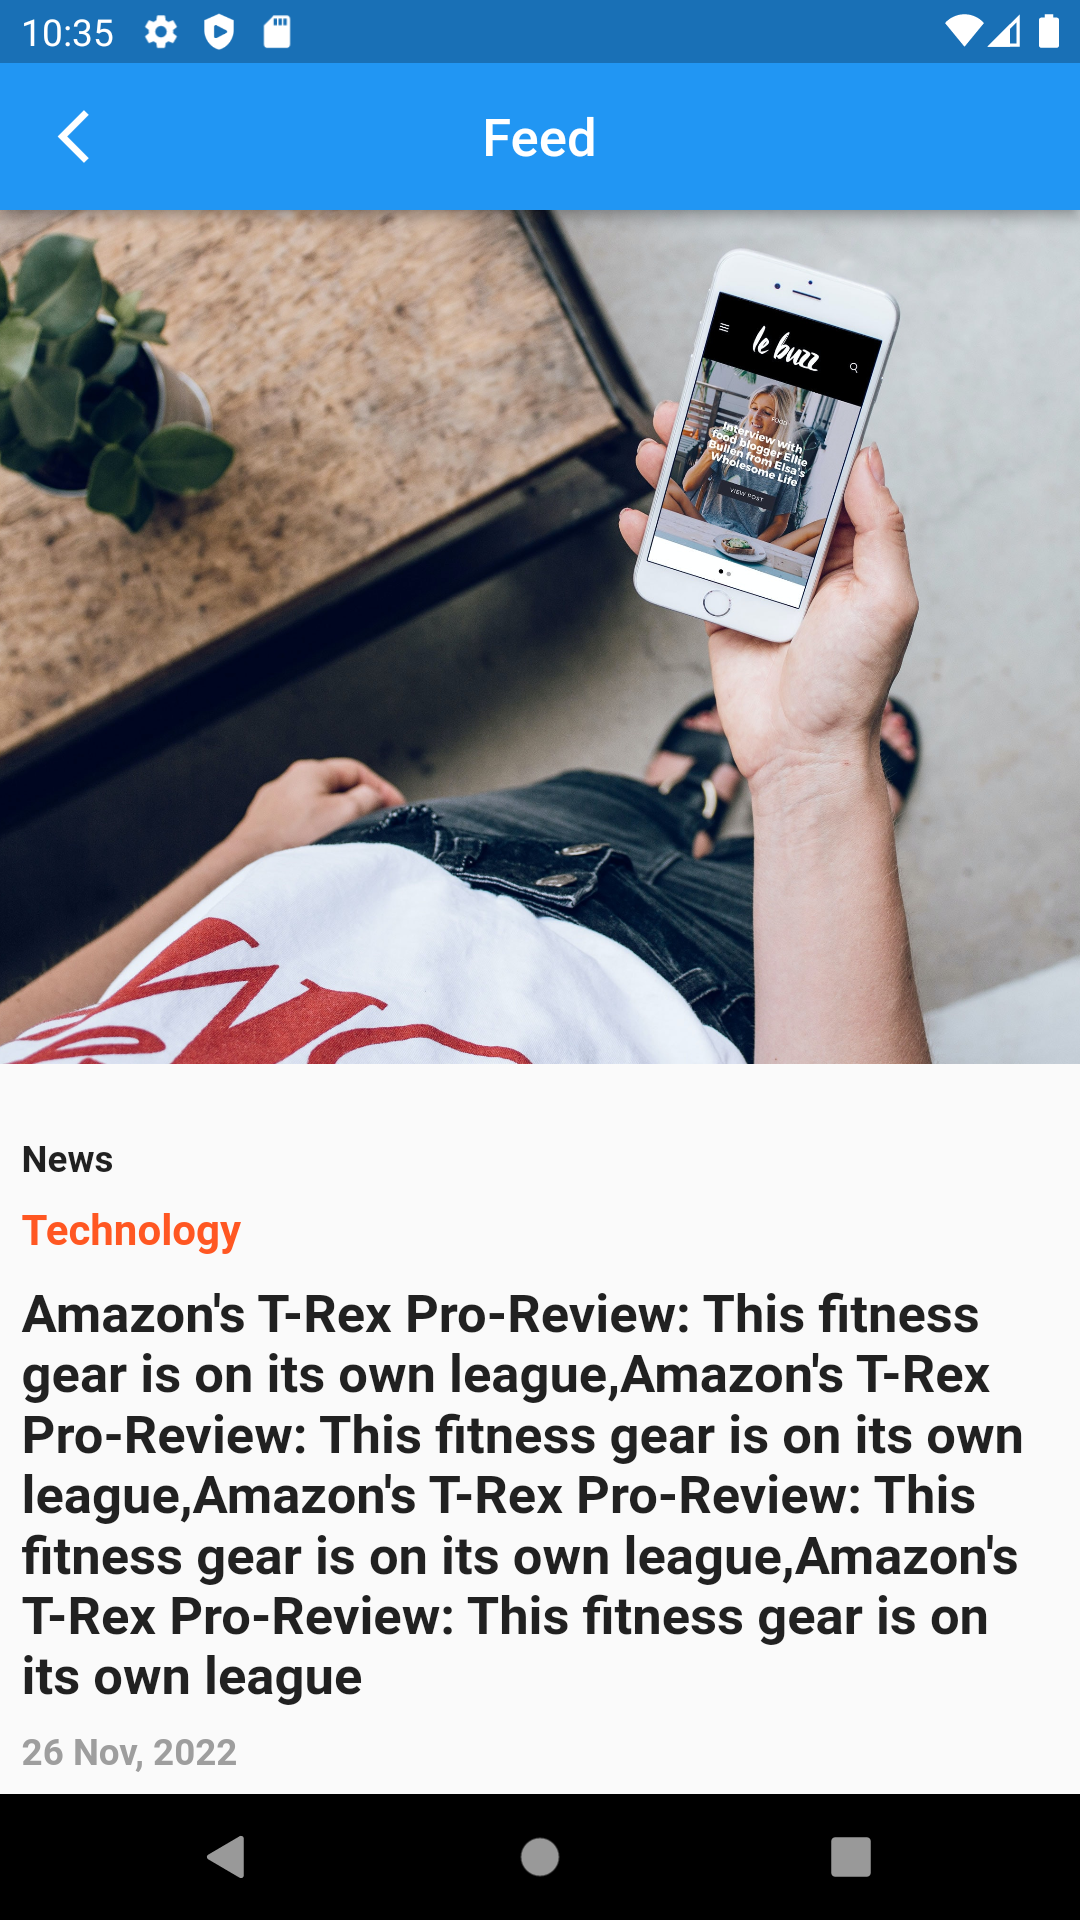 10:35
Feed
le buzz
FOOD
Interview with
food blogger Ellie
Bullen from Elsa's
Wholesome Life
VIEW POST
News
Technology
Amazon's T-Rex Pro-Review: This fitness
gear is on its own league,Amazon's T-Rex
Pro-Review: This fitness gear is on its own
league,Amazon's T-Rex Pro-Review: This
fitness gear is on its own league,Amazon's
T-Rex Pro-Review: This fitness gear is on
its own league
26 Nov, 2022